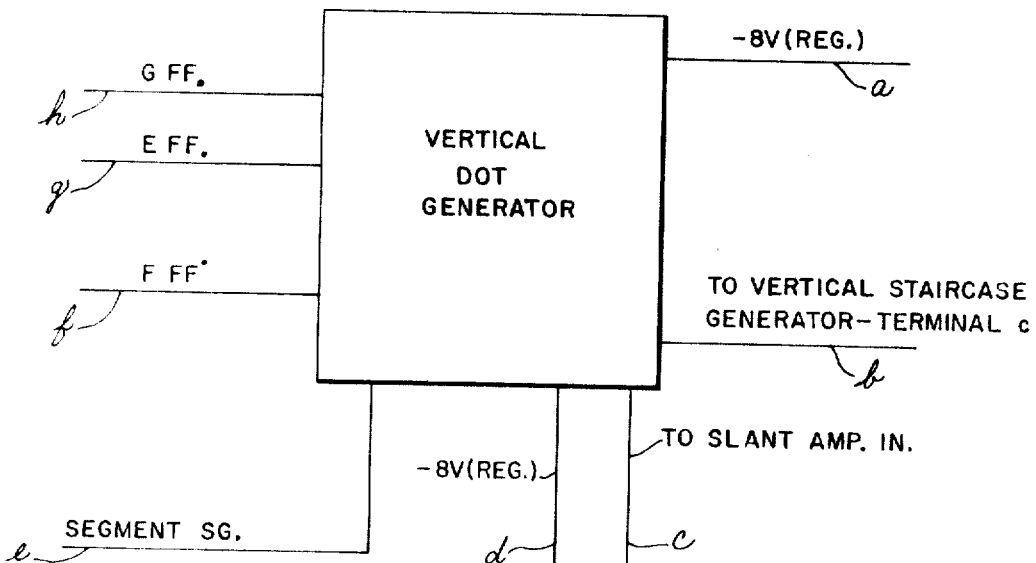 -8V(REG.)
a
G FF.
h
E FF.
g
VERTICAL
DOT
GENERATOR
F FF.
f
TO VERTICAL STAIRCASE
GENERATOR-TERMINAL c
b
TO SLANT AMP. IN.
-8V(REG.)
SEGMENT SG.
e
d
c